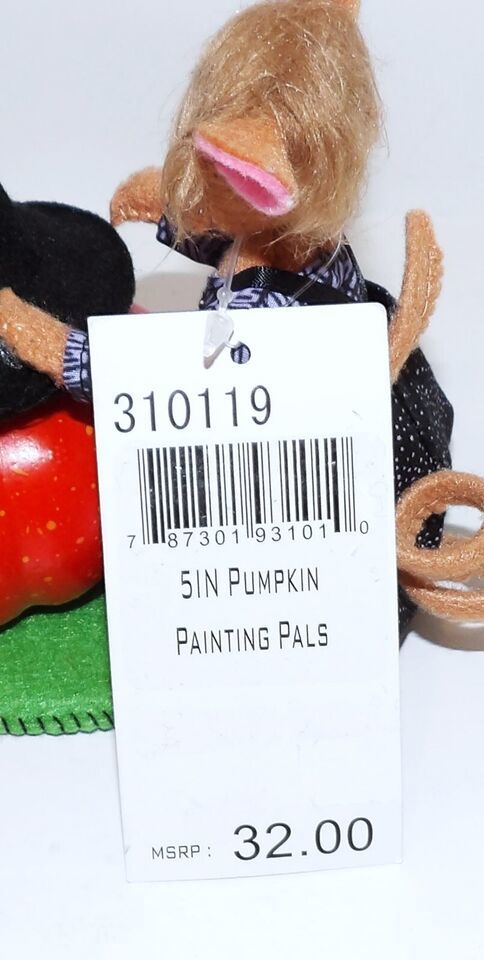 310119
7 87301 93101 0
5IN PUMPKIN
PAINTING PALS
MSRP: 32.00